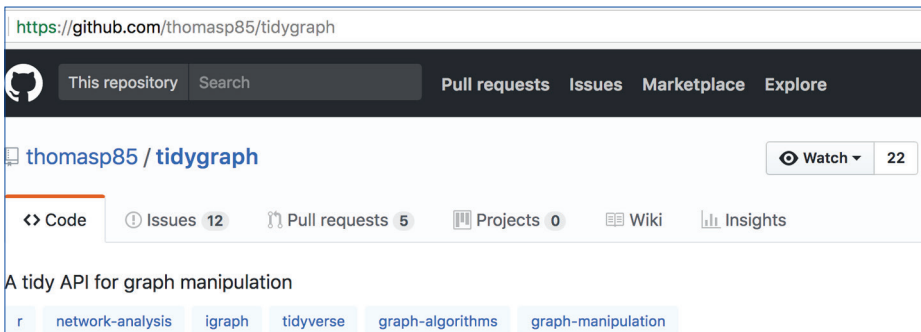 https://github.com/thomasp85/tidygraph
This repository Search Pull requests Issues Marketplace Explore
thomasp85 / tidygraph Watch 22
<> Code Issues 12 Pull requests 5 Projects 0 Wiki Insights
A tidy API for graph manipulation
r network-analysis igraph tidyverse graph-algorithms graph-manipulation